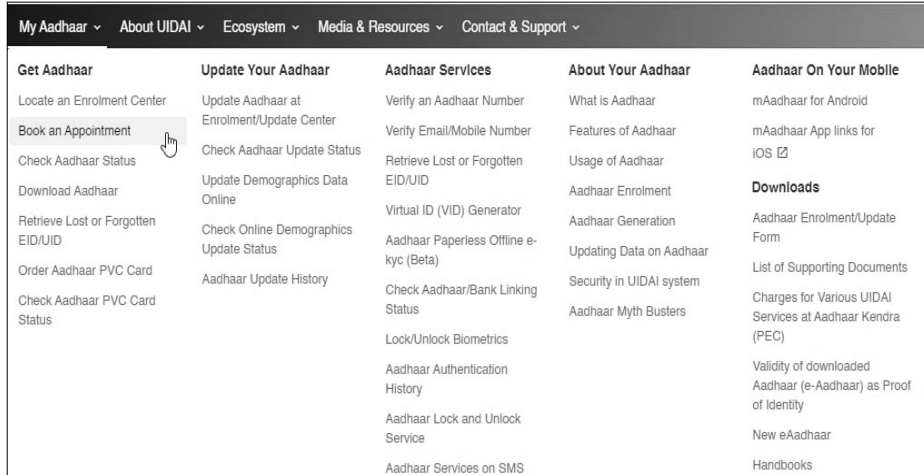 My Aadhaar About UIDAI Ecosystem Media & Resources Contact & Support
Get Aadhaar
Locate an Enrolment Center
Book an Appointment
Check Aadhaar Status
Download Aadhaar
Retrieve Lost or Forgotten
EID/UID
Order Aadhaar PVC Card
Check Aadhaar PVC Card
Status
Update Your Aadhaar
Update Aadhaar at
Enrolment/Update Center
Check Aadhaar Update Status
Update Demographics Data
Online
Check Online Demographics
Update Status
Aadhaar Update History
Aadhaar Services
Verify an Aadhaar Number
Verify Email/Mobile Number
Retrieve Lost or Forgotten
EID/UID
Virtual ID (VID) Generator
Aadhaar Paperless Offline e-
kyc (Beta)
Check Aadhaar/Bank Linking
Status
Lock/Unlock Biometrics
Aadhaar Authentication
History
Aadhaar Lock and Unlock
Service
Aadhaar Services on SMS
About Your Aadhaar
What is Aadhaar
Features of Aadhaar
Usage of Aadhaar
Aadhaar Enrolment
Aadhaar Generation
Updating Data on Aadhaar
Security in UIDAI system
Aadhaar Myth Busters
Aadhaar On Your Mobile
mAadhaar for Android
mAadhaar App links for
iOS
Downloads
Aadhaar Enrolment/Update
Form
List of Supporting Documents
Charges for Various UIDAI
Services at Aadhaar Kendra
(PEC)
Validity of downloaded
Aadhaar (e-Aadhaar) as Proof
of Identity
New eAadhaar
Handbooks